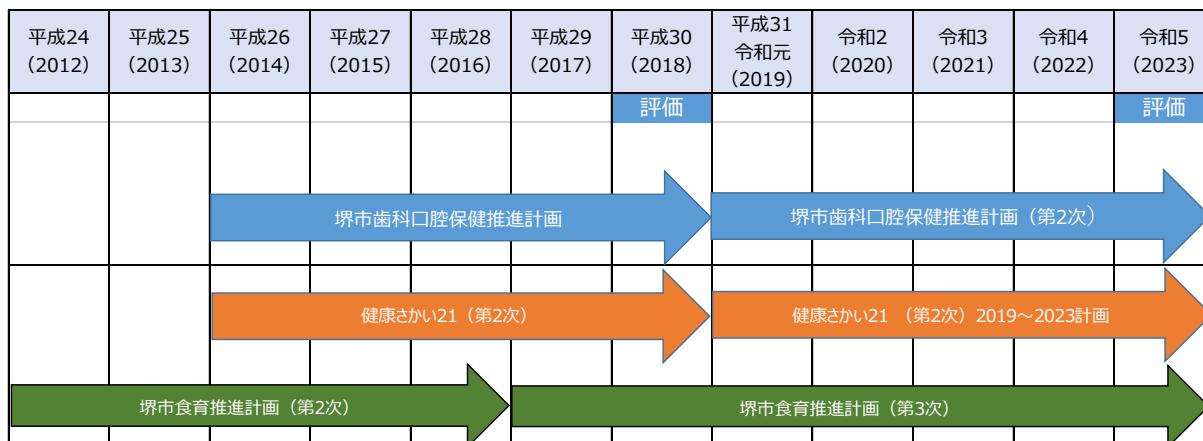 平成24
(2012)
平成25
(2013)
平成26
(2014)
平成27
(2015)
平成28
(2016)
平成29
(2017)
平成30
(2018)
平成31
令和元
(2019)
令和2
(2020)
令和3
(2021)
令和4
(2022)
令和5
(2023)
評価
評価
堺市歯科口腔保健推進計画
堺市歯科口腔保健推進計画（第2次）
健康さかい21（第2次）
健康さかい21 （第2次）2019～2023計画
堺市食育推進計画（第2次）
堺市食育推進計画（第3次）